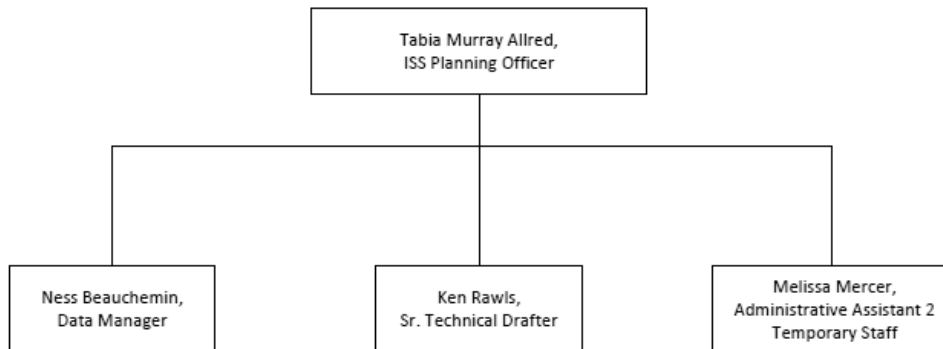 Tabia Murray Allred,
ISS Planning Officer
Ness Beauchemin,
Data Manager
Ken Rawls,
Sr. Technical Drafter
Melissa Mercer,
Administrative Assistant 2
Temporary Staff